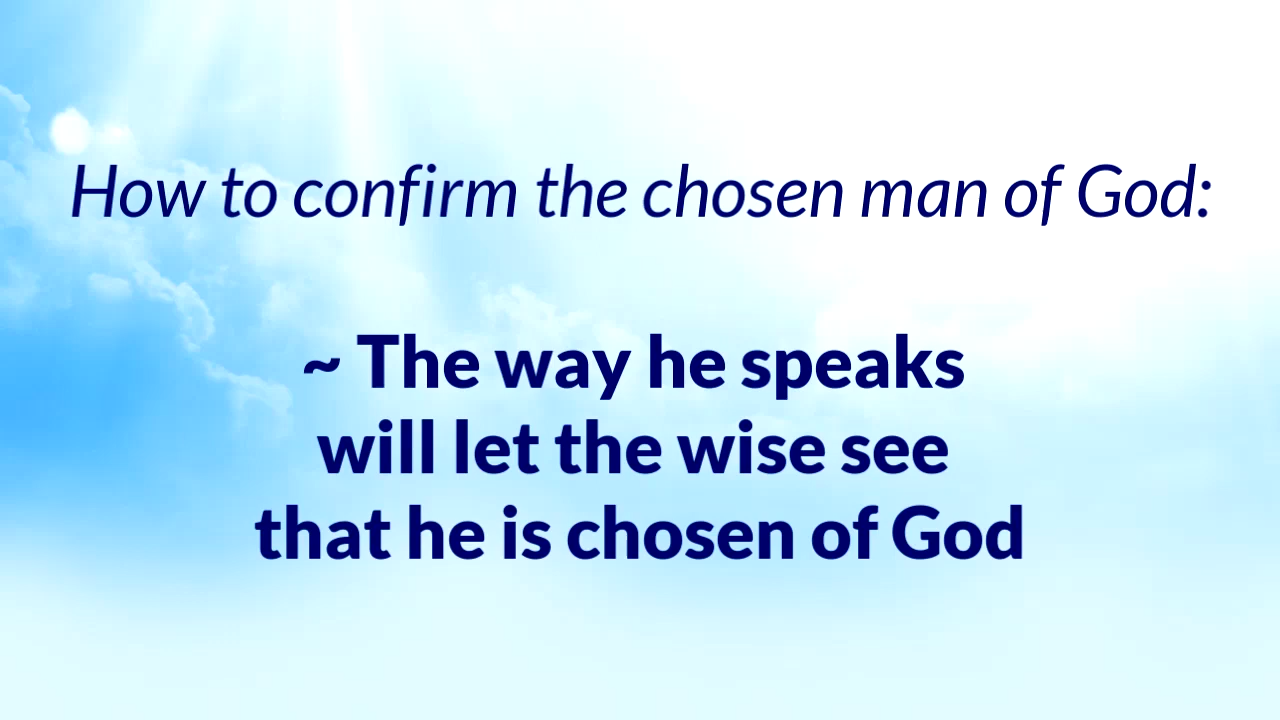 How to confirm the chosen man of God:
~ The way he speaks
will let the wise see
that he is chosen of God